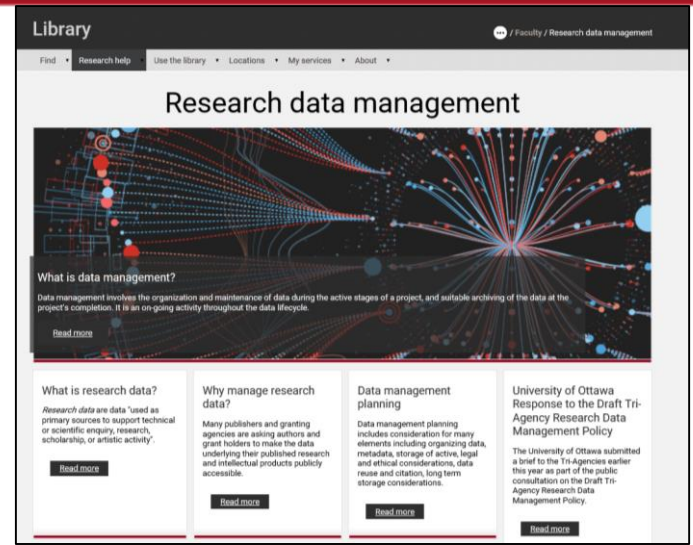 Library
/ Faculty / Research data management
Find Research help Use the library Locations My services About
Research data management
What is data management?
Data management involves the organization and maintenance of data during the active stages of a project, and suitable archiving of the data at the
project's completion. It is an on-going activity throughout the data lifecycle.
Read more
What is research data?
Research data are data "used as
primary sources to support technical
or scientific enquiry, research,
scholarship, or artistic activity".
Read more
Why manage research
data?
Many publishers and granting
agencies are asking authors and
grant holders to make the data
underlying their published research
and intellectual products publicly
accessible.
Read more
Data management
planning
Data management planning
includes consideration for many
elements including organizing data,
metadata, storage of active, legal
and ethical considerations, data
reuse and citation, long term
storage considerations.
Read more
University of Ottawa
Response to the Draft Tri-
Agency Research Data
Management Policy
The University of Ottawa submitted
a brief to the Tri-Agencies earlier
this year as part of the public
consultation on the Draft Tri-
Agency Research Data
Management Policy.
Read more